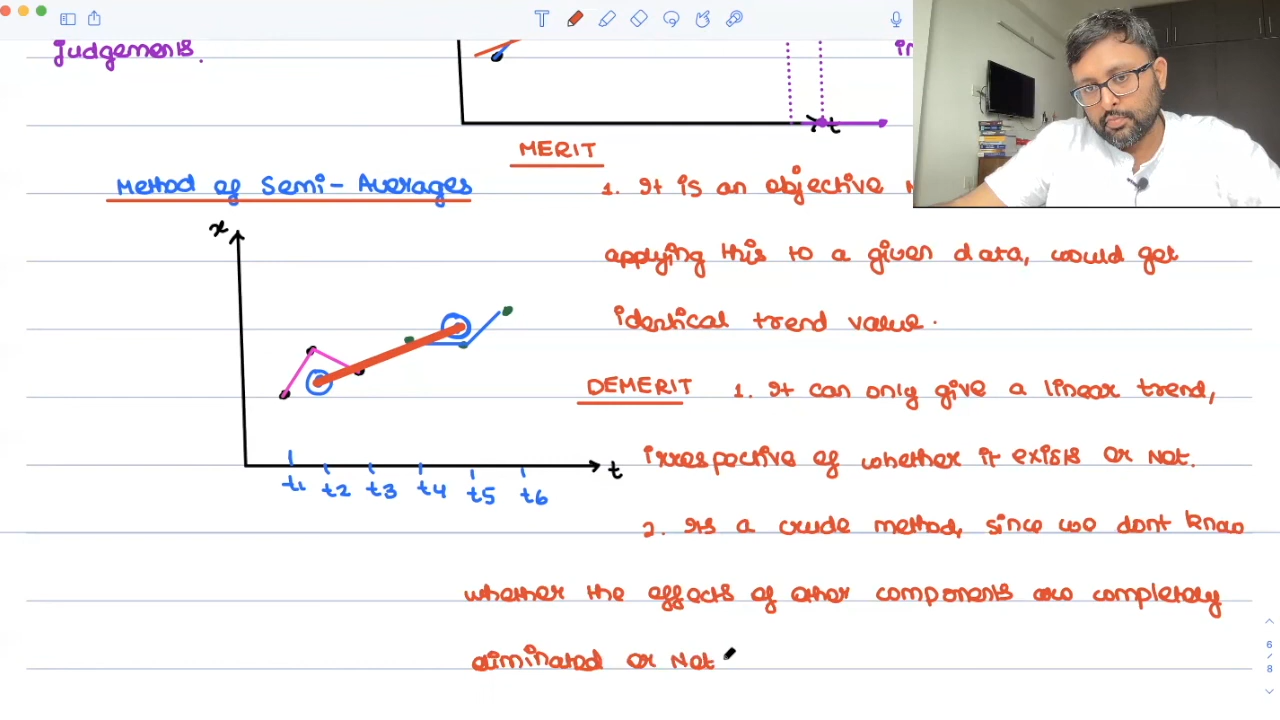 judgements.
t
MERIT
Method of Semi-Averages
1. It is an objective
x
applying this to a given data, would get
identical trend value.
DEMERIT 1. It can only give a linear trend,
irrespective of whether it exists or Not.
t
t1 t2 t3 t4 t5 t6
2. Its a crude method, since we dont know
whether the effects of other components are completely
eliminated or Not
6
/
8